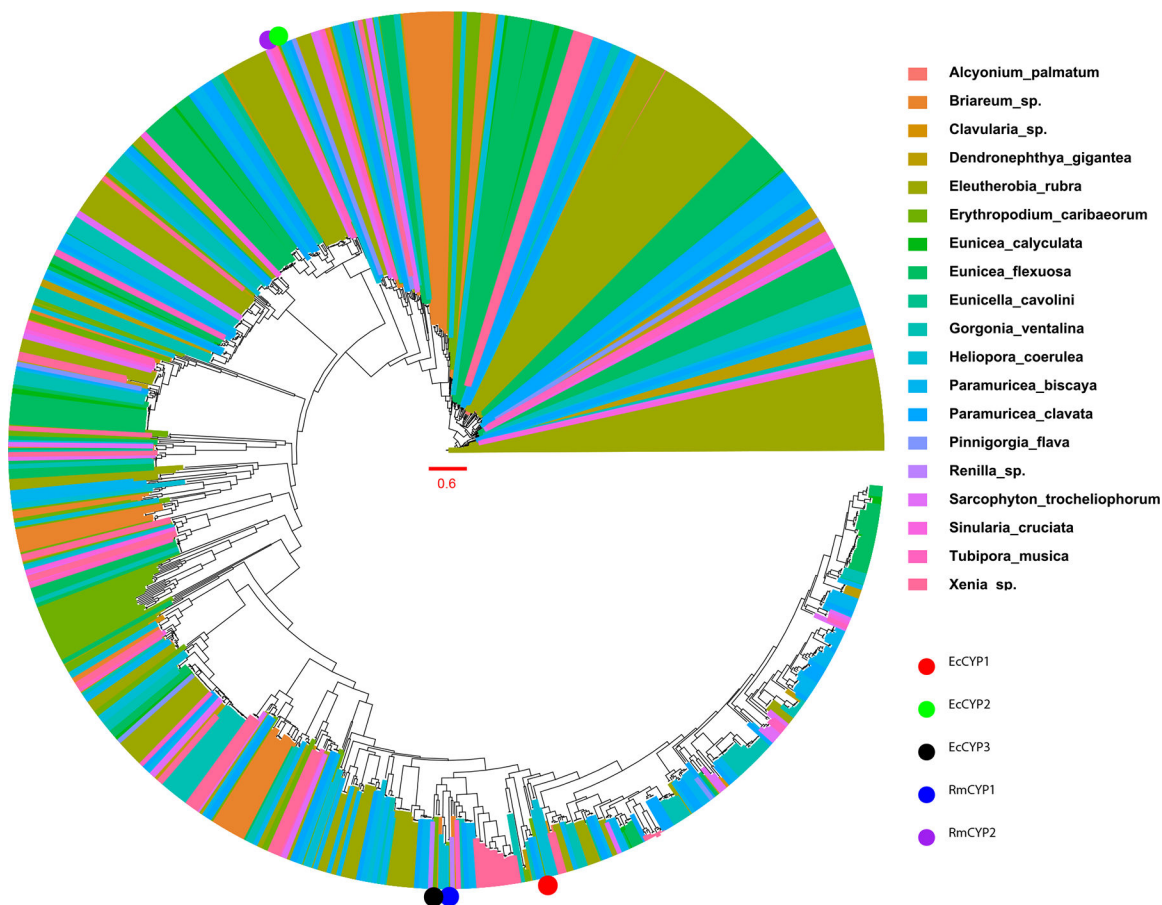 Alcyonium_palmatum
Briareum_sp.
Clavularia_sp.
Dendronephthya_gigantea
Eleutherobia_rubra
Erythropodium_caribaeorum
Eunicea_calyculata
Eunicea_flexuosa
Eunicella_cavolini
Gorgonia_ventalina
Heliopora_coerulea
Paramuricea_biscaya
Paramuricea_clavata
Pinnigorgia_flava
Renilla_sp.
Sarcophyton_trocheliophorum
Sinularia_cruciata
Tubipora_musica
Xenia_sp.
0.6
EcCYP1
EcCYP2
EcCYP3
RmCYP1
RmCYP2